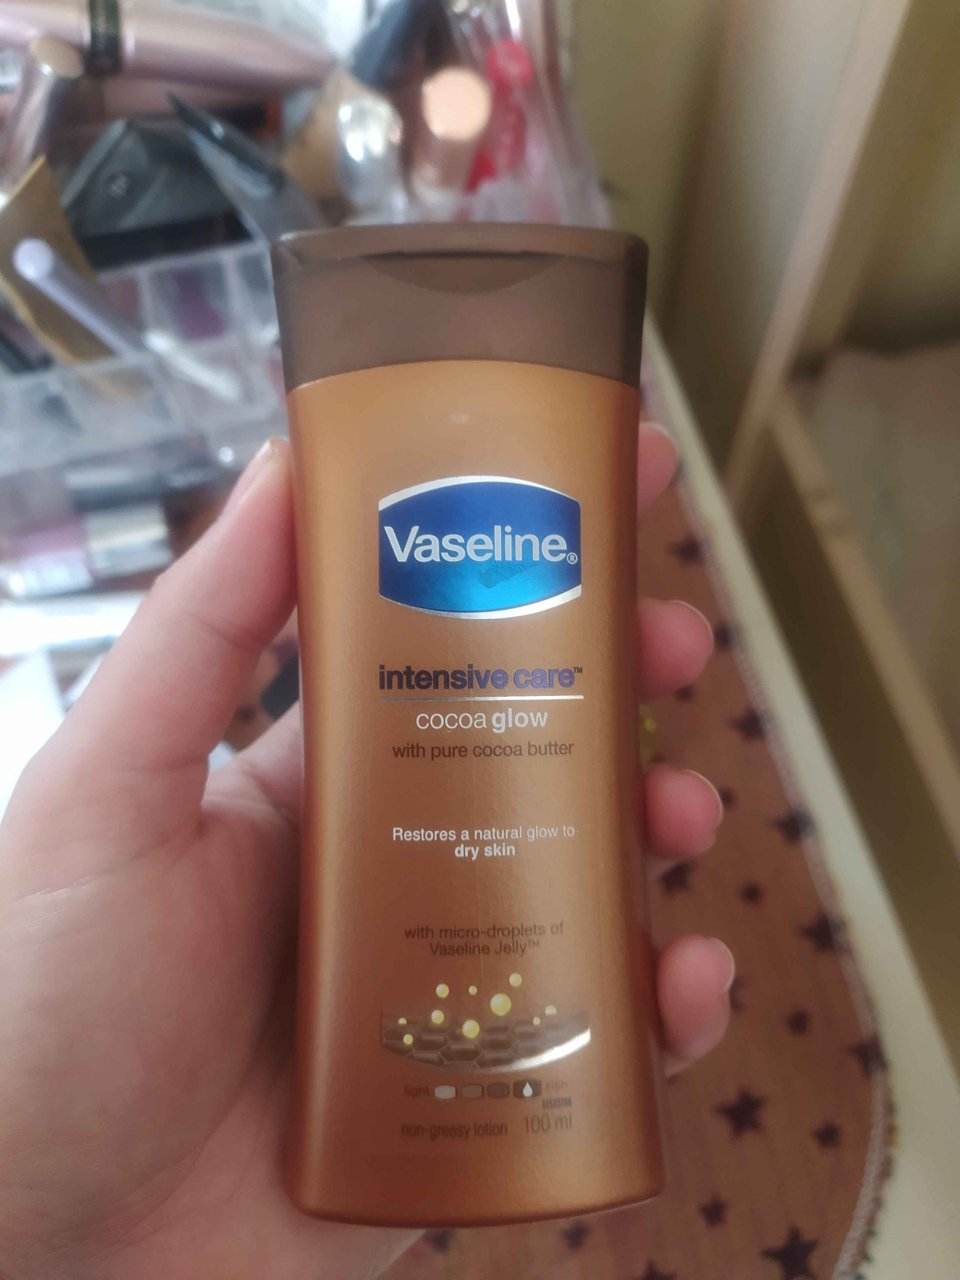 Vaseline®
intensive care™
cocoa glow
with pure cocoa butter
Restores a natural glow to
dry skin
with micro-droplets of
Vaseline Jelly™
light rich
non-greasy lotion 100 ml